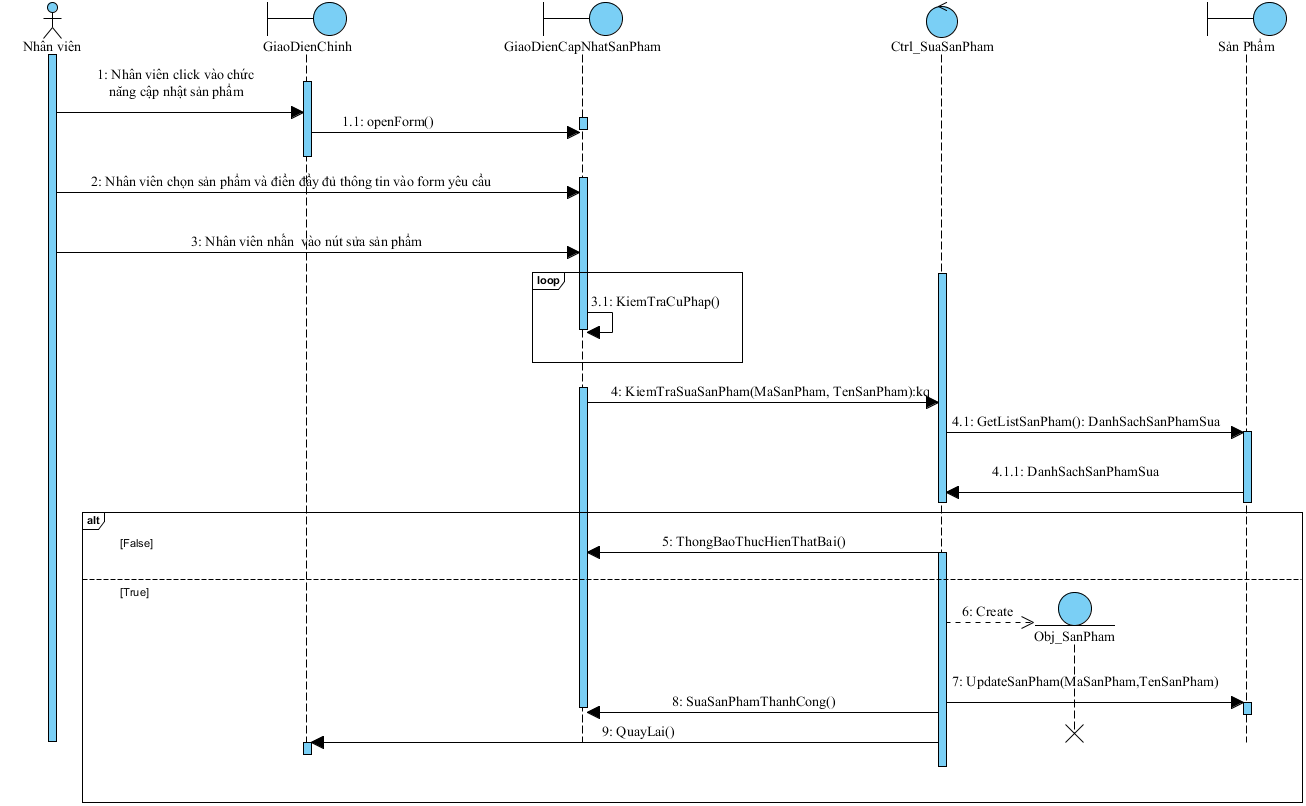 Nhân viên
GiaoDienChinh
GiaoDienCapNhatSanPham
Ctrl_SuaSanPham
Sản Phẩm
1: Nhân viên click vào chức
năng cập nhật sản phẩm
1.1: openForm()
2: Nhân viên chọn sản phẩm và điền đầy đủ thông tin vào form yêu cầu
3: Nhân viên nhấn vào nút sửa sản phẩm
loop
3.1: KiemTraCuPhap()
4: KiemTraSuaSanPham(MaSanPham, TenSanPham):kq
4.1: GetListSanPham(): DanhSachSanPhamSua
4.1.1: DanhSachSanPhamSua
alt
[False]
5: ThongBaoThucHienThatBai()
[True]
6: Create
Obj_SanPham
7: UpdateSanPham(MaSanPham,TenSanPham)
8: SuaSanPhamThanhCong()
9: QuayLai()